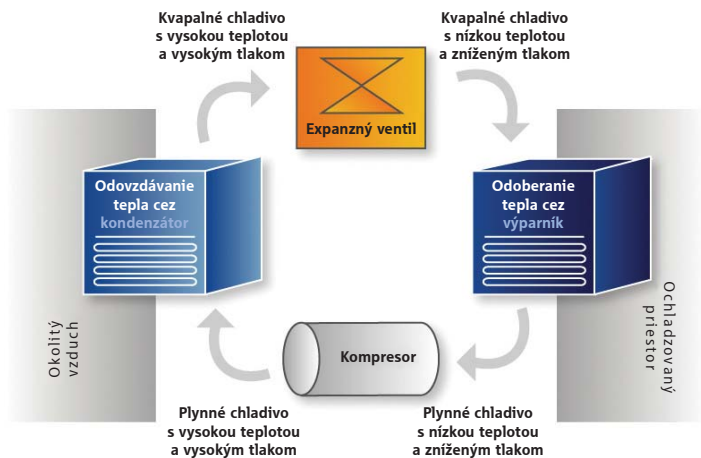 Kvapalné chladivo
s vysokou teplotou
a vysokým tlakom
Kvapalné chladivo
s nízkou teplotou
a zníženým tlakom
Expanzný ventil
Odovzdávanie
tepla cez
kondenzátor
Odoberanie
tepla cez
výparník
Okolitý
vzduch
Ochladzovaný
priestor
Kompresor
Plynné chladivo
s vysokou teplotou
a vysokým tlakom
Plynné chladivo
s nízkou teplotou
a zníženým tlakom